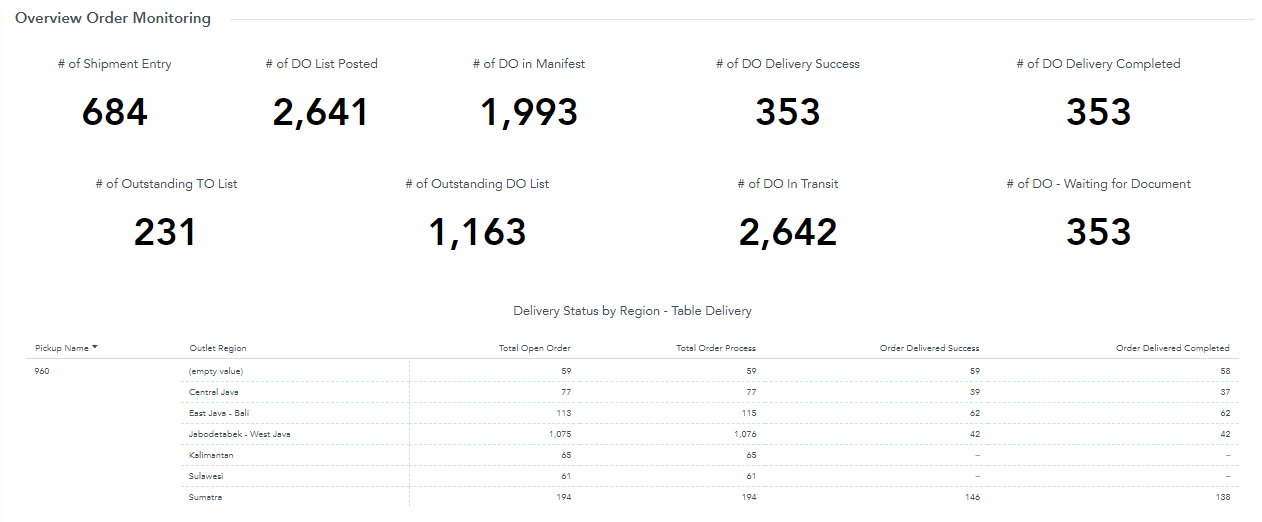 Overview Order Monitoring
# of Shipment Entry # of DO List Posted # of DO in Manifest # of DO Delivery Success # of DO Delivery Completed
684 2,641 1,993 353 353
# of Outstanding TO List # of Outstanding DO List # of DO In Transit # of DO - Waiting for Document
231 1,163 2,642 353
Delivery Status by Region - Table Delivery
Pickup Name Outlet Region Total Open Order Total Order Process Order Delivered Success Order Delivered Completed
960 (empty value) 59 59 59 58
Central Java 77 77 39 37
East Java - Bali 113 115 62 62
Jabodetabek - West Java 1,075 1,076 42 42
Kalimantan 65 65 – –
Sulawesi 61 61 – –
Sumatra 194 194 146 138